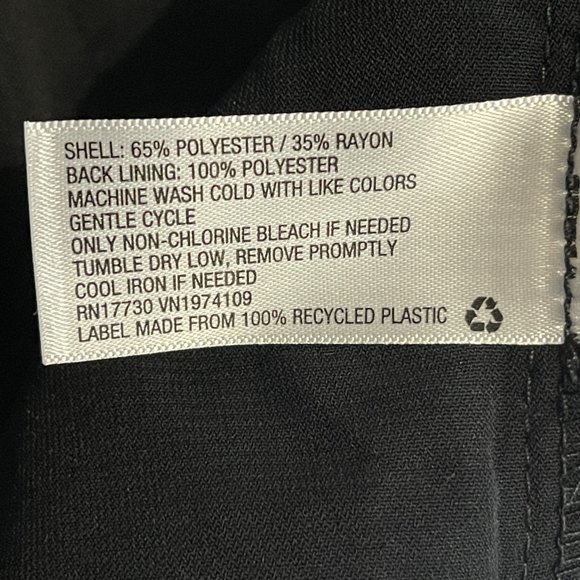 SHELL: 65% POLYESTER / 35% RAYON
BACK LINING: 100% POLYESTER
MACHINE WASH COLD WITH LIKE COLORS
GENTLE CYCLE
ONLY NON-CHLORINE BLEACH IF NEEDED
TUMBLE DRY LOW, REMOVE PROMPTLY
COOL IRON IF NEEDED
RN17730 VN1974109
LABEL MADE FROM 100% RECYCLED PLASTIC